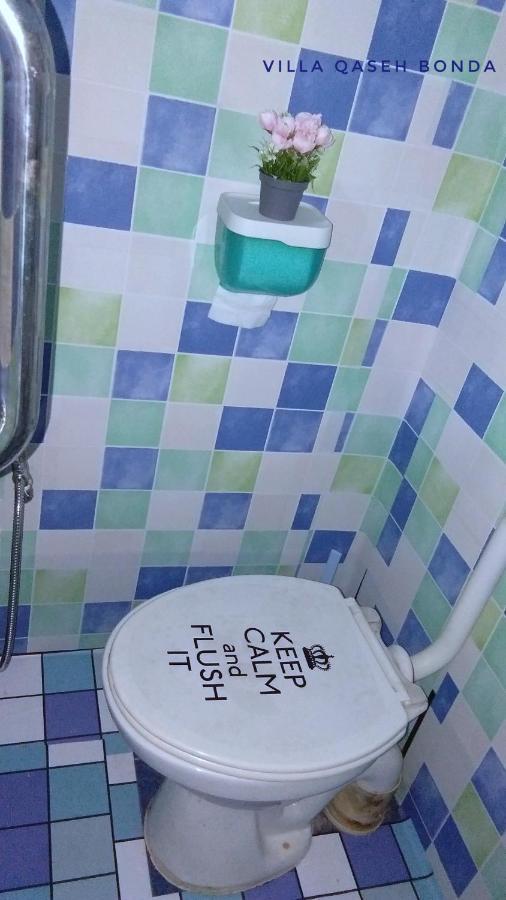 VILLA QASEH BONDA
KEEP
CALM
and
FLUSH
IT